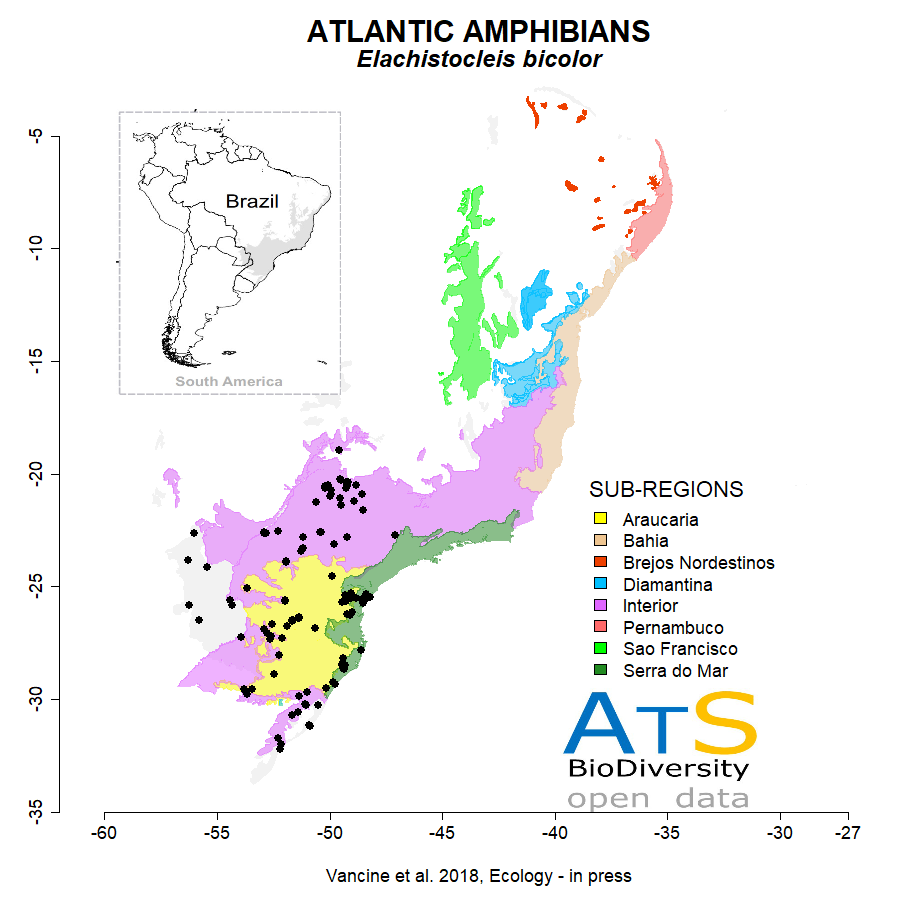 ATLANTIC AMPHIBIANS
Elachistocleis bicolor
Brazil
South America
-5
-10
-15
-20
-25
-30
-35
SUB-REGIONS
Araucaria
Bahia
Brejos Nordestinos
Diamantina
Interior
Pernambuco
Sao Francisco
Serra do Mar
ATS
BioDiversity
open data
-60
-55
-50
-45
-40
-35
-30
-27
Vancine et al. 2018, Ecology - in press